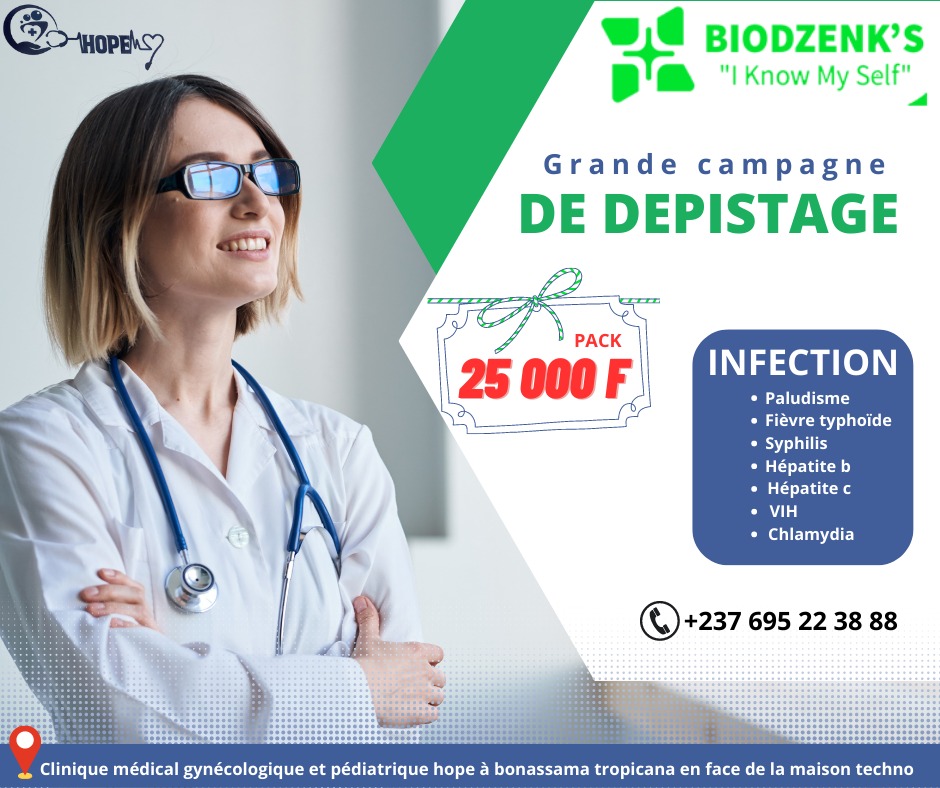 HOPE
BIODZENK'S
"I Know My Self"
Grande campagne
DE DEPISTAGE
PACK
25 000 F
INFECTION
• Paludisme
• Fièvre typhoïde
• Syphilis
• Hépatite b
• Hépatite c
• VIH
• Chlamydia
+237 695 22 38 88
Clinique médical gynécologique et pédiatrique hope à bonassama tropicana en face de la maison techno